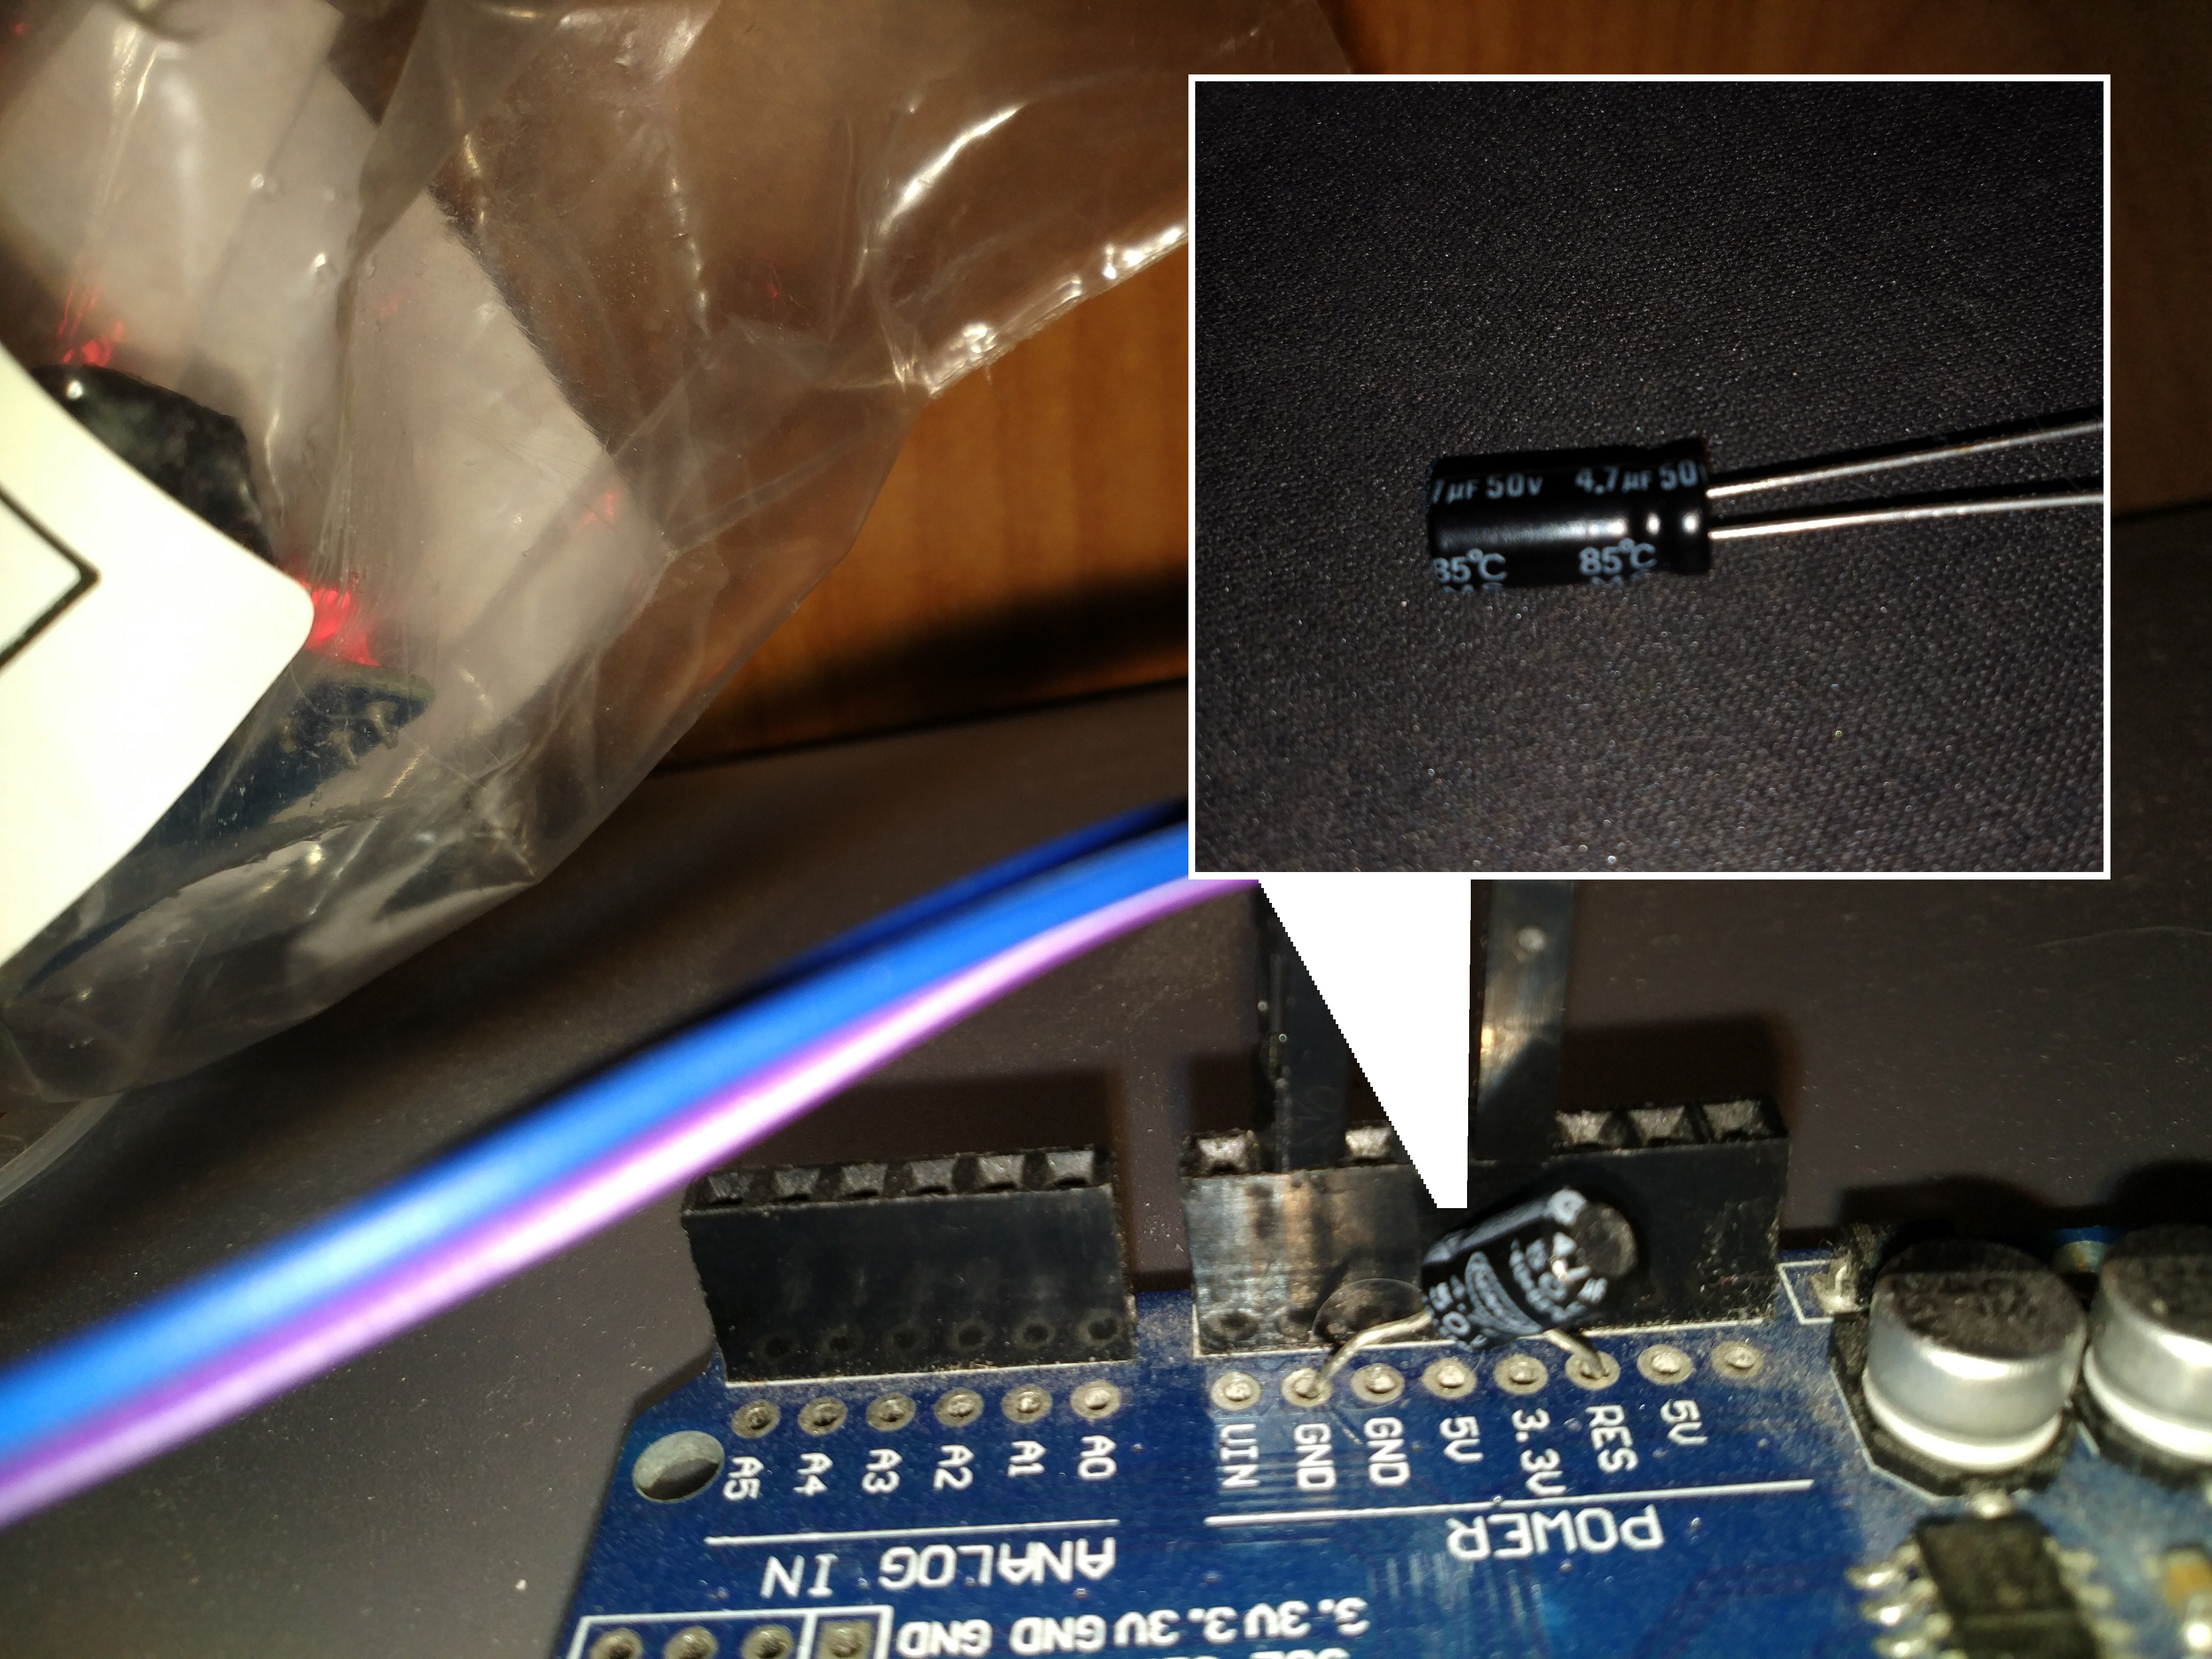 7µF 50V 4.7µF 50
85°C 85°C
A5 A4 A3 A2 A1 A0
VIN GND GND 5V 3.3V RES 5V
ANALOG IN
POWER
GND GND 3.3V 3.3V